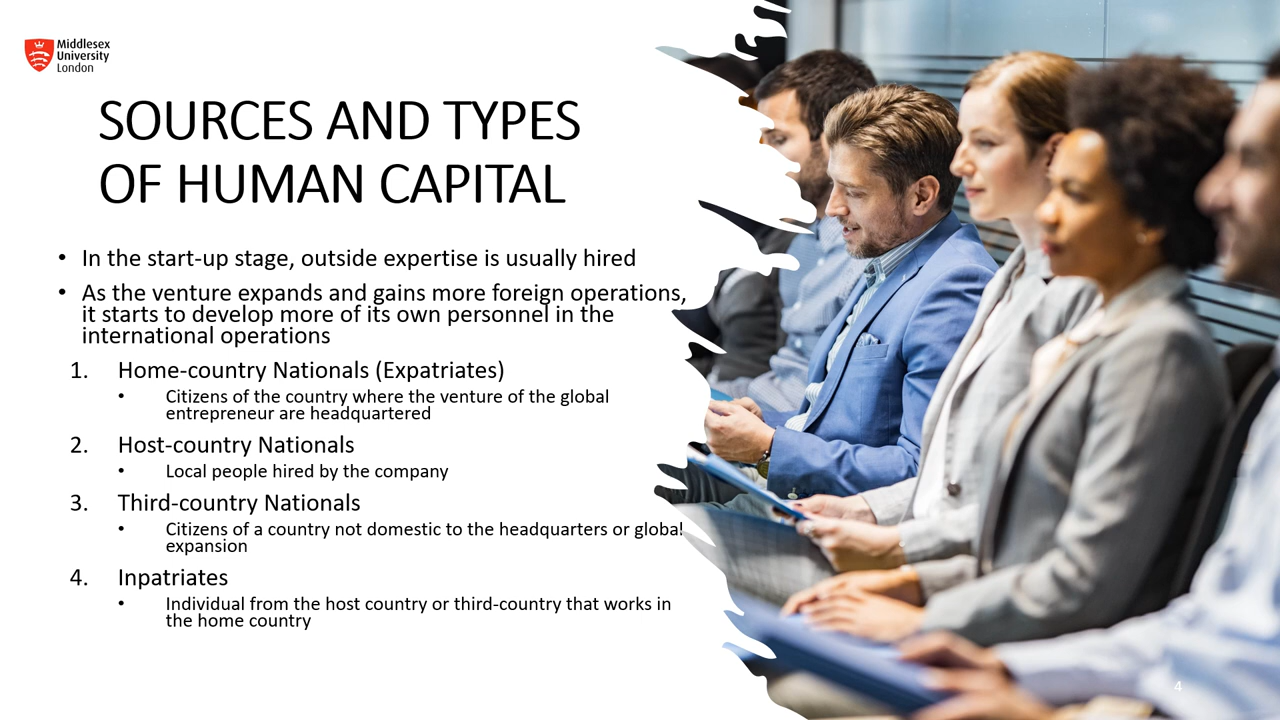 Middlesex
University
London
SOURCES AND TYPES
OF HUMAN CAPITAL
• In the start-up stage, outside expertise is usually hired
• As the venture expands and gains more foreign operations,
it starts to develop more of its own personnel in the
international operations
1. Home-country Nationals (Expatriates)
• Citizens of the country where the venture of the global
entrepreneur are headquartered
2. Host-country Nationals
• Local people hired by the company
3. Third-country Nationals
• Citizens of a country not domestic to the headquarters or global
expansion
4. Inpatriates
• Individual from the host country or third-country that works in
the home country
4